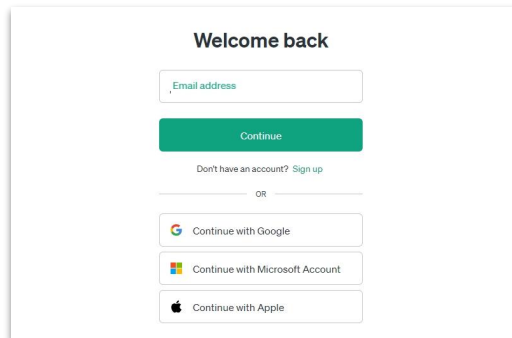 Welcome back
Email address
Continue
Don't have an account? Sign up
OR
Continue with Google
Continue with Microsoft Account
Continue with Apple